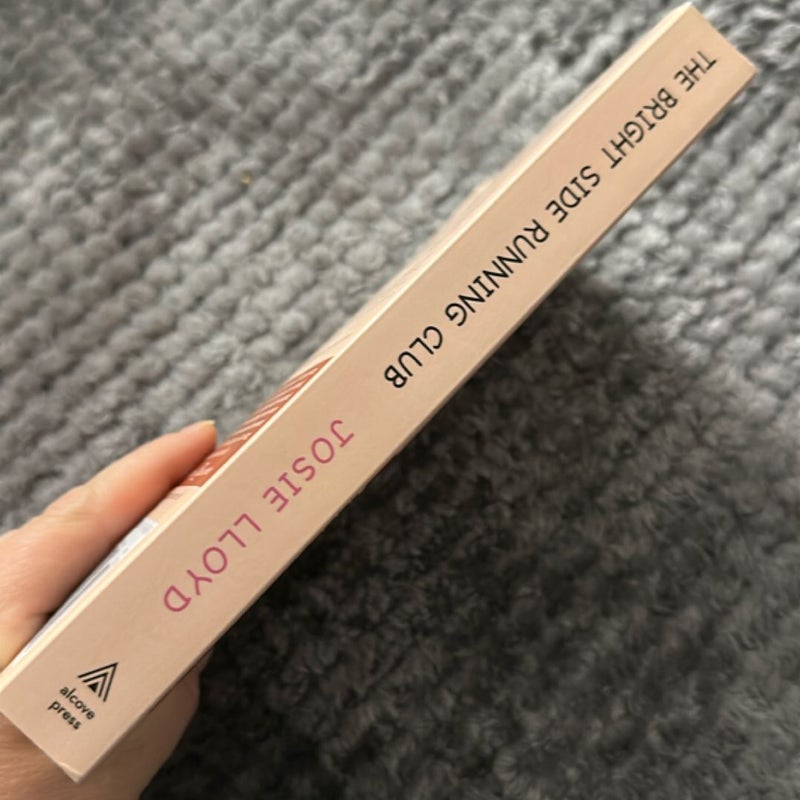 THE BRIGHT SIDE RUNNING CLUB
JOSIE LLOYD
alcove
press